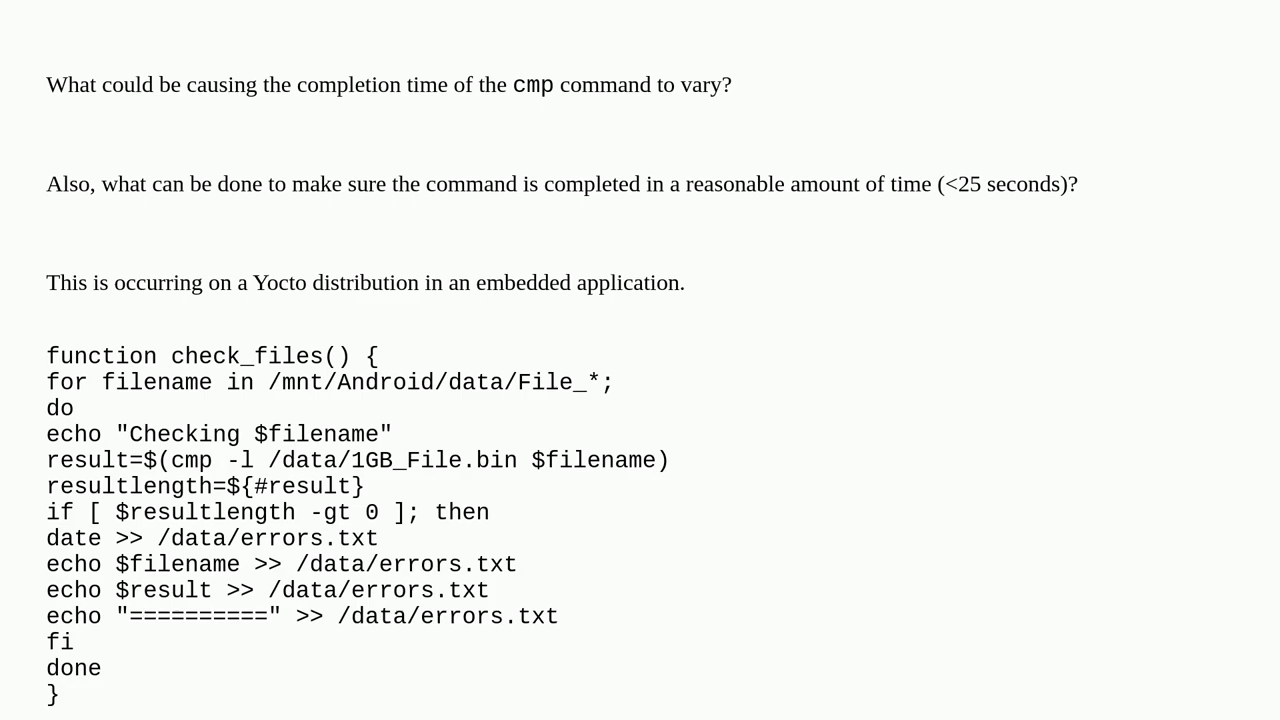 What could be causing the completion time of the cmp command to vary?
Also, what can be done to make sure the command is completed in a reasonable amount of time (<25 seconds)?
This is occurring on a Yocto distribution in an embedded application.
function check_files() {
for filename in /mnt/Android/data/File_*;
do
echo "Checking $filename"
result=$(cmp -l /data/1GB_File.bin $filename)
resultlength=${#result}
if [ $resultlength -gt 0 ]; then
date >> /data/errors.txt
echo $filename >> /data/errors.txt
echo $result >> /data/errors.txt
echo "==========" >> /data/errors.txt
fi
done
}